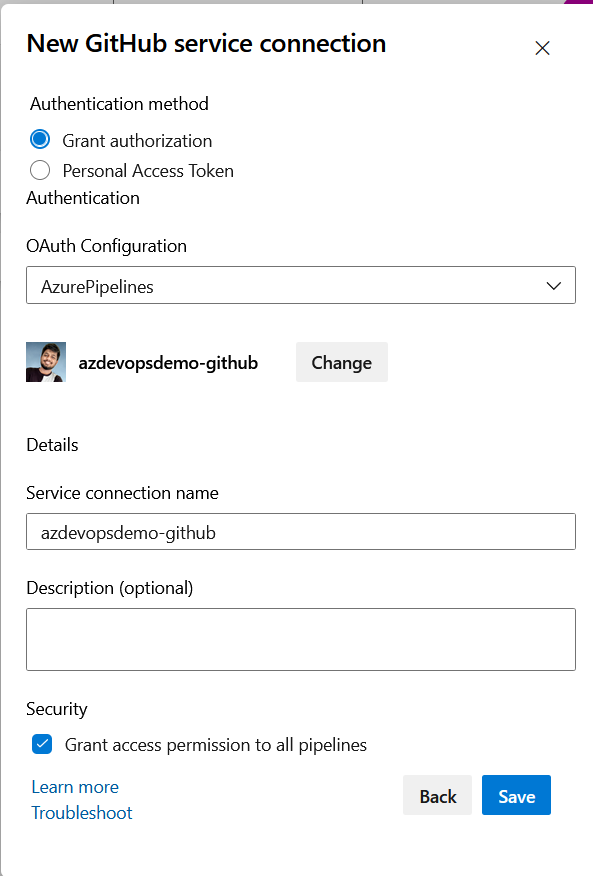 New GitHub service connection
Authentication method
Grant authorization
Personal Access Token
Authentication
OAuth Configuration
AzurePipelines
azdevopsdemo-github
Change
Details
Service connection name
azdevopsdemo-github
Description (optional)
Security
Grant access permission to all pipelines
Learn more
Troubleshoot
Back
Save